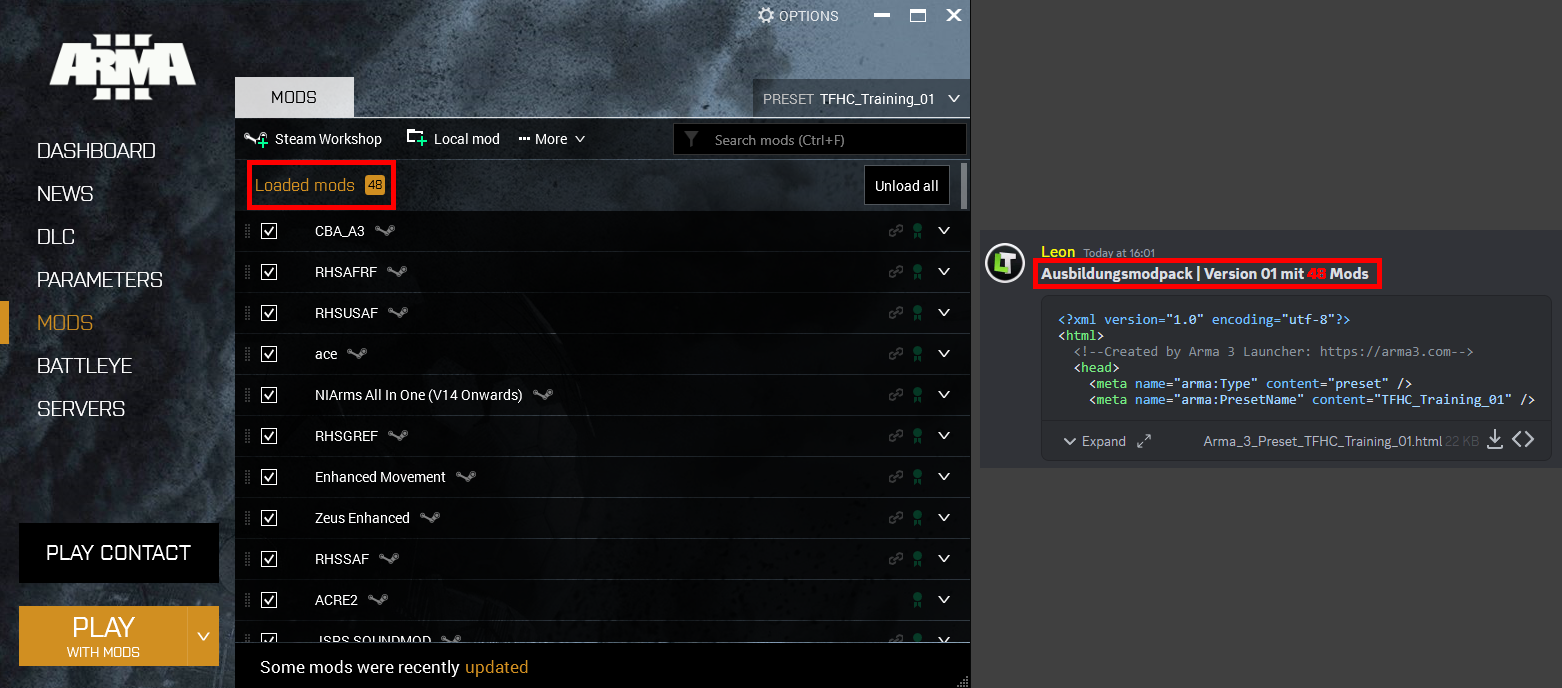 OPTIONS
ARMA III
MODS
PRESET TFHC_Training_01
Steam Workshop Local mod More Search mods (Ctrl+F)
Loaded mods 48 Unload all
DASHBOARD
NEWS
DLC
PARAMETERS
MODS
BATTLEYE
SERVERS
PLAY CONTACT
PLAY
WITH MODS
CBA_A3
RHSAFRF
RHSUSAF
ace
NIArms All In One (V14 Onwards)
RHSGREF
Enhanced Movement
Zeus Enhanced
RHSSAF
ACRE2
JSRS SOUNDMOD
Some mods were recently updated
LT
Leon Today at 16:01
Ausbildungsmodpack | Version 01 mit 48 Mods
<?xml version="1.0" encoding="utf-8"?>
<html>
<!--Created by Arma 3 Launcher: https://arma3.com-->
<head>
<meta name="arma:Type" content="preset" />
<meta name="arma:PresetName" content="TFHC_Training_01" />
Expand Arma_3_Preset_TFHC_Training_01.html 22 KB